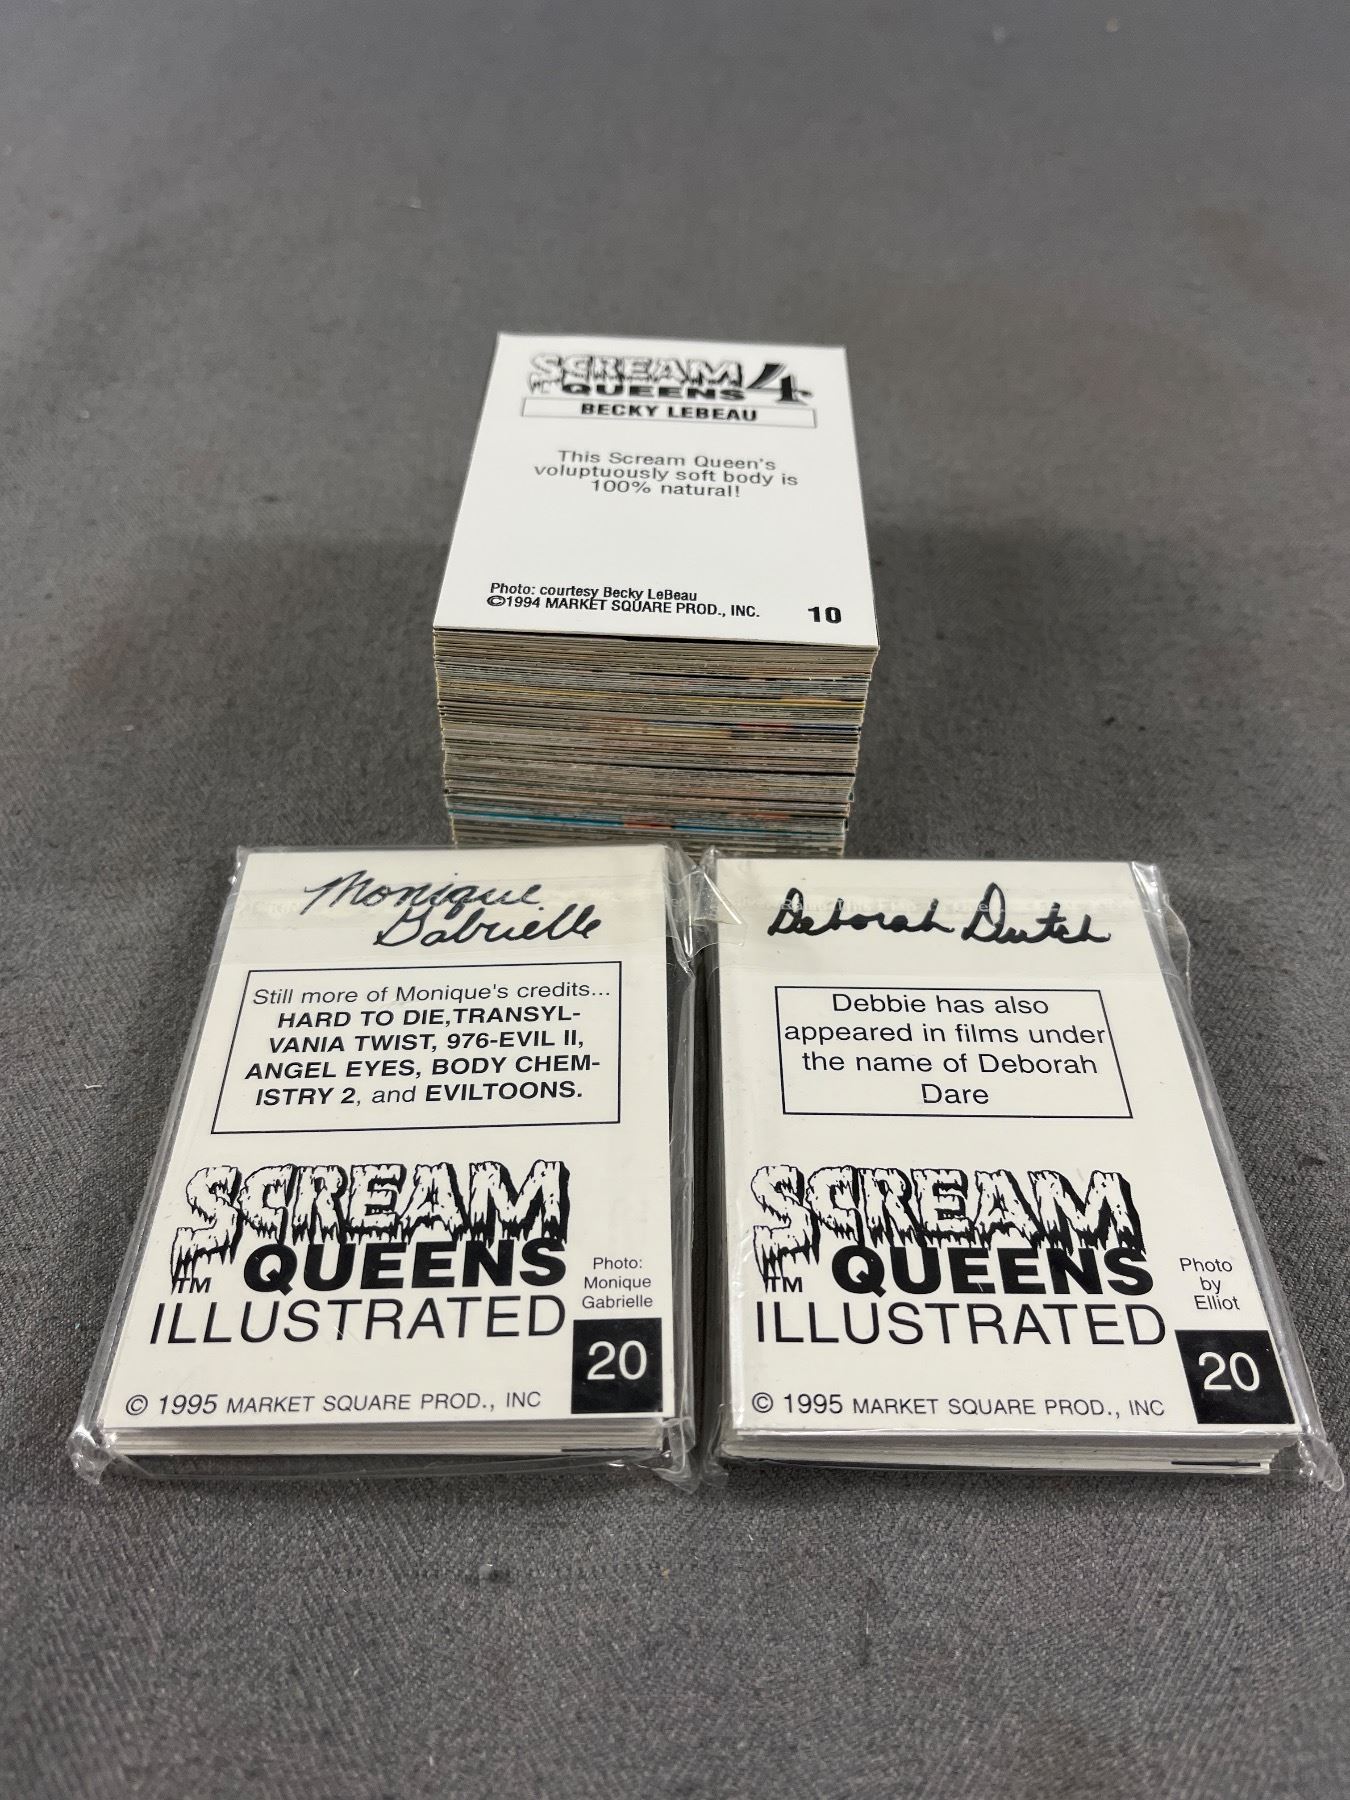 SCREAM 4
QUEENS
BECKY LEBEAU
This Scream Queen's
voluptuously soft body is
100% natural!
Photo: courtesy Becky LeBeau
©1994 MARKET SQUARE PROD., INC.
10
Monique
Gabrielle
Still more of Monique's credits...
HARD TO DIE,TRANSYL-
VANIA TWIST, 976-EVIL II,
ANGEL EYES, BODY CHEM-
ISTRY 2, and EVILTOONS.
SCREAM
QUEENS
TM
ILLUSTRATED
Photo:
Monique
Gabrielle
20
© 1995 MARKET SQUARE PROD., INC
Deborah Dutch
Debbie has also
appeared in films under
the name of Deborah
Dare
SCREAM
QUEENS
TM
ILLUSTRATED
Photo
by
Elliot
20
© 1995 MARKET SQUARE PROD., INC